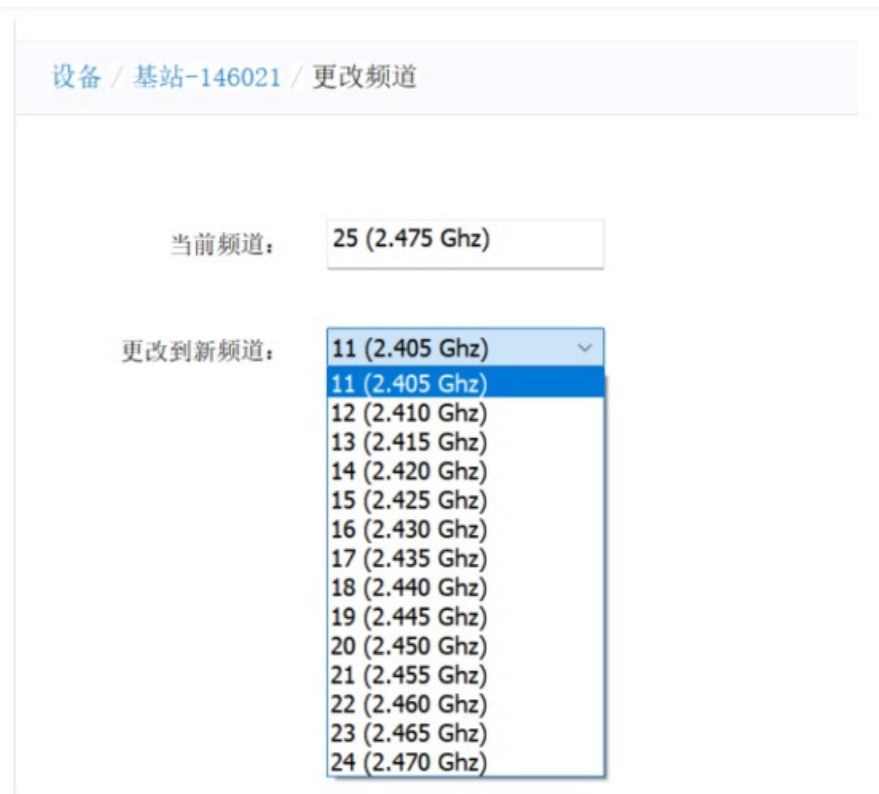 设备 / 基站-146021 / 更改频道
当前频道： 25 (2.475 Ghz)
更改到新频道： 11 (2.405 Ghz)
11 (2.405 Ghz)
12 (2.410 Ghz)
13 (2.415 Ghz)
14 (2.420 Ghz)
15 (2.425 Ghz)
16 (2.430 Ghz)
17 (2.435 Ghz)
18 (2.440 Ghz)
19 (2.445 Ghz)
20 (2.450 Ghz)
21 (2.455 Ghz)
22 (2.460 Ghz)
23 (2.465 Ghz)
24 (2.470 Ghz)